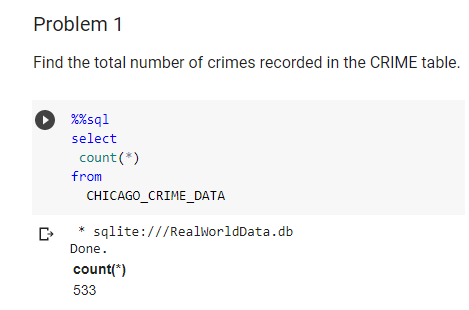 Problem 1
Find the total number of crimes recorded in the CRIME table.
%%sql
select
count(*)
from
CHICAGO_CRIME_DATA
* sqlite:///RealWorldData.db
Done.
count(*)
533